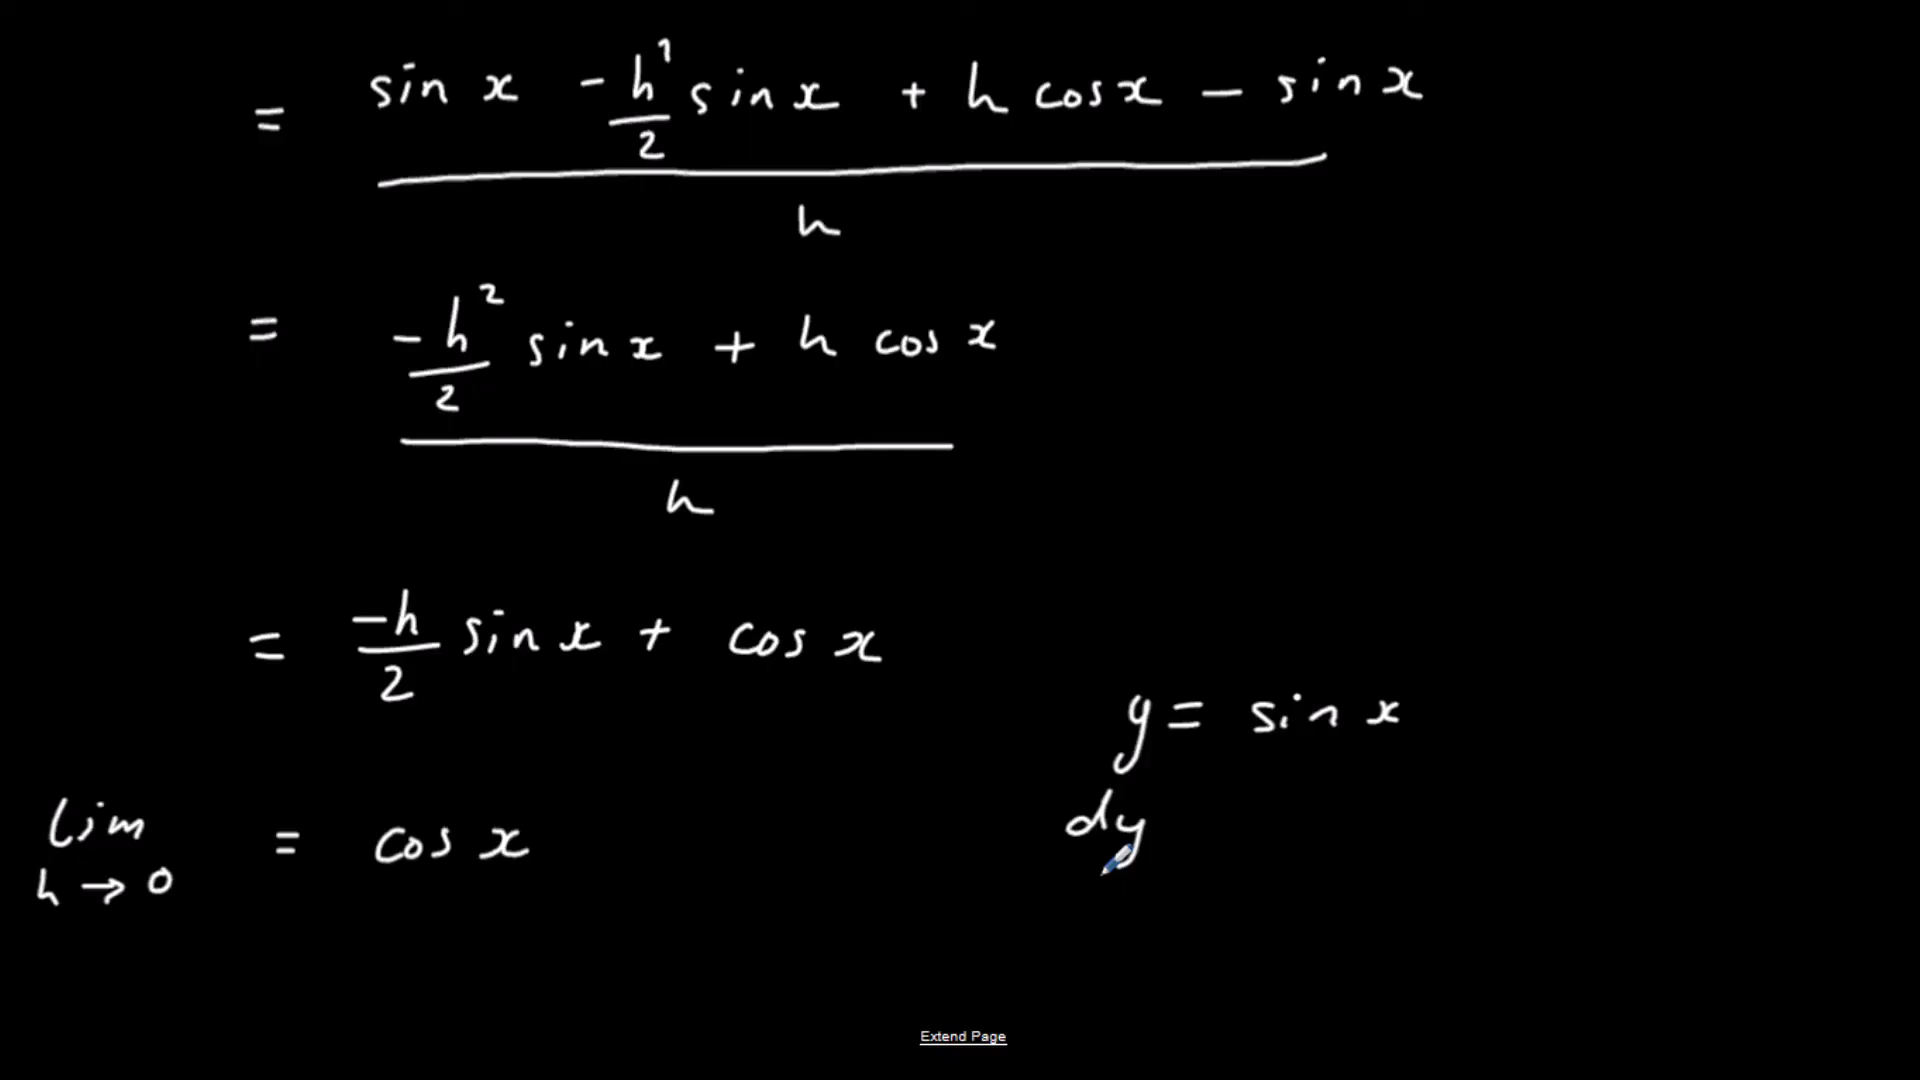 = (sin x - h²/2 sin x + h cos x - sin x) / h
= (-h²/2 sin x + h cos x) / h
= -h/2 sin x + cos x
y = sin x
lim h → 0 = cos x
dy
Extend Page